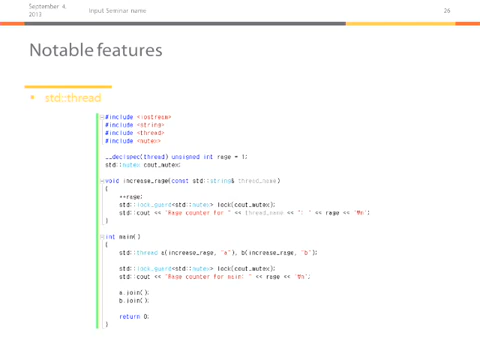 September 4, 2013
Input Seminar name
26
Notable features
• std::thread
#include <iostream>
#include <string>
#include <thread>
#include <mutex>
__declspec(thread) unsigned int rage = 1;
std::mutex cout_mutex;
void increase_rage(const std::string& thread_name)
{
++rage;
std::lock_guard<std::mutex> lock(cout_mutex);
std::cout << "Rage counter for " << thread_name << ": " << rage << '₩n';
}
int main()
{
std::thread a(increase_rage, "a"), b(increase_rage, "b");
std::lock_guard<std::mutex> lock(cout_mutex);
std::cout << "Rage counter for main: " << rage << '₩n';
a.join();
b.join();
return 0;
}